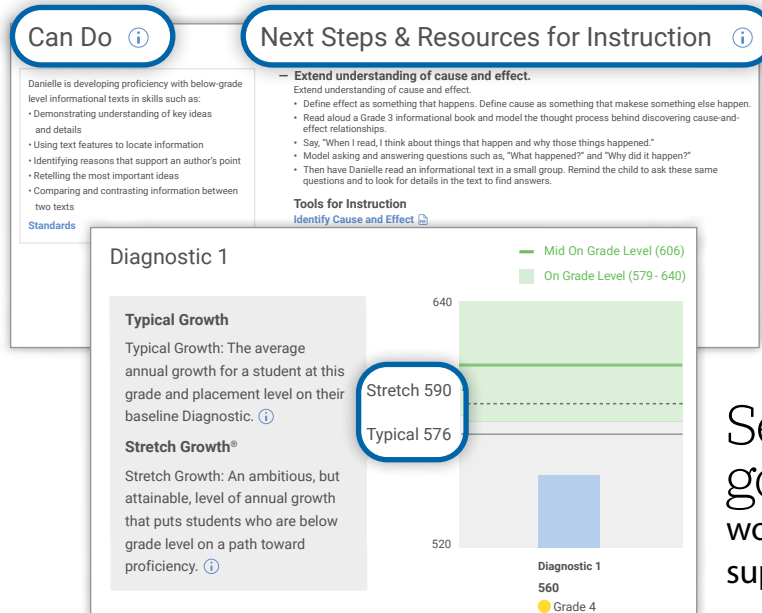 Can Do
Next Steps & Resources for Instruction
Danielle is developing proficiency with below-grade
level informational texts in skills such as:
• Demonstrating understanding of key ideas
and details
• Using text features to locate information
• Identifying reasons that support an author's point
• Retelling the most important ideas
• Comparing and contrasting information between
two texts
Standards
– Extend understanding of cause and effect.
Extend understanding of cause and effect.
• Define effect as something that happens. Define cause as something that makese something else happen.
• Read aloud a Grade 3 informational book and model the thought process behind discovering cause-and-
effect relationships.
• Say, "When I read, I think about things that happen and why those things happened."
• Model asking and answering questions such as, "What happened?" and "Why did it happen?"
• Then have Danielle read an informational text in a small group. Remind the child to ask these same
questions and to look for details in the text to find answers.
Tools for Instruction
Identify Cause and Effect
Diagnostic 1
Typical Growth
Typical Growth: The average
annual growth for a student at this
grade and placement level on their
baseline Diagnostic.
Stretch Growth®
Stretch Growth: An ambitious, but
attainable, level of annual growth
that puts students who are below
grade level on a path toward
proficiency.
Mid On Grade Level (606)
On Grade Level (579 - 640)
640
Stretch 590
Typical 576
520
Diagnostic 1
560
Grade 4